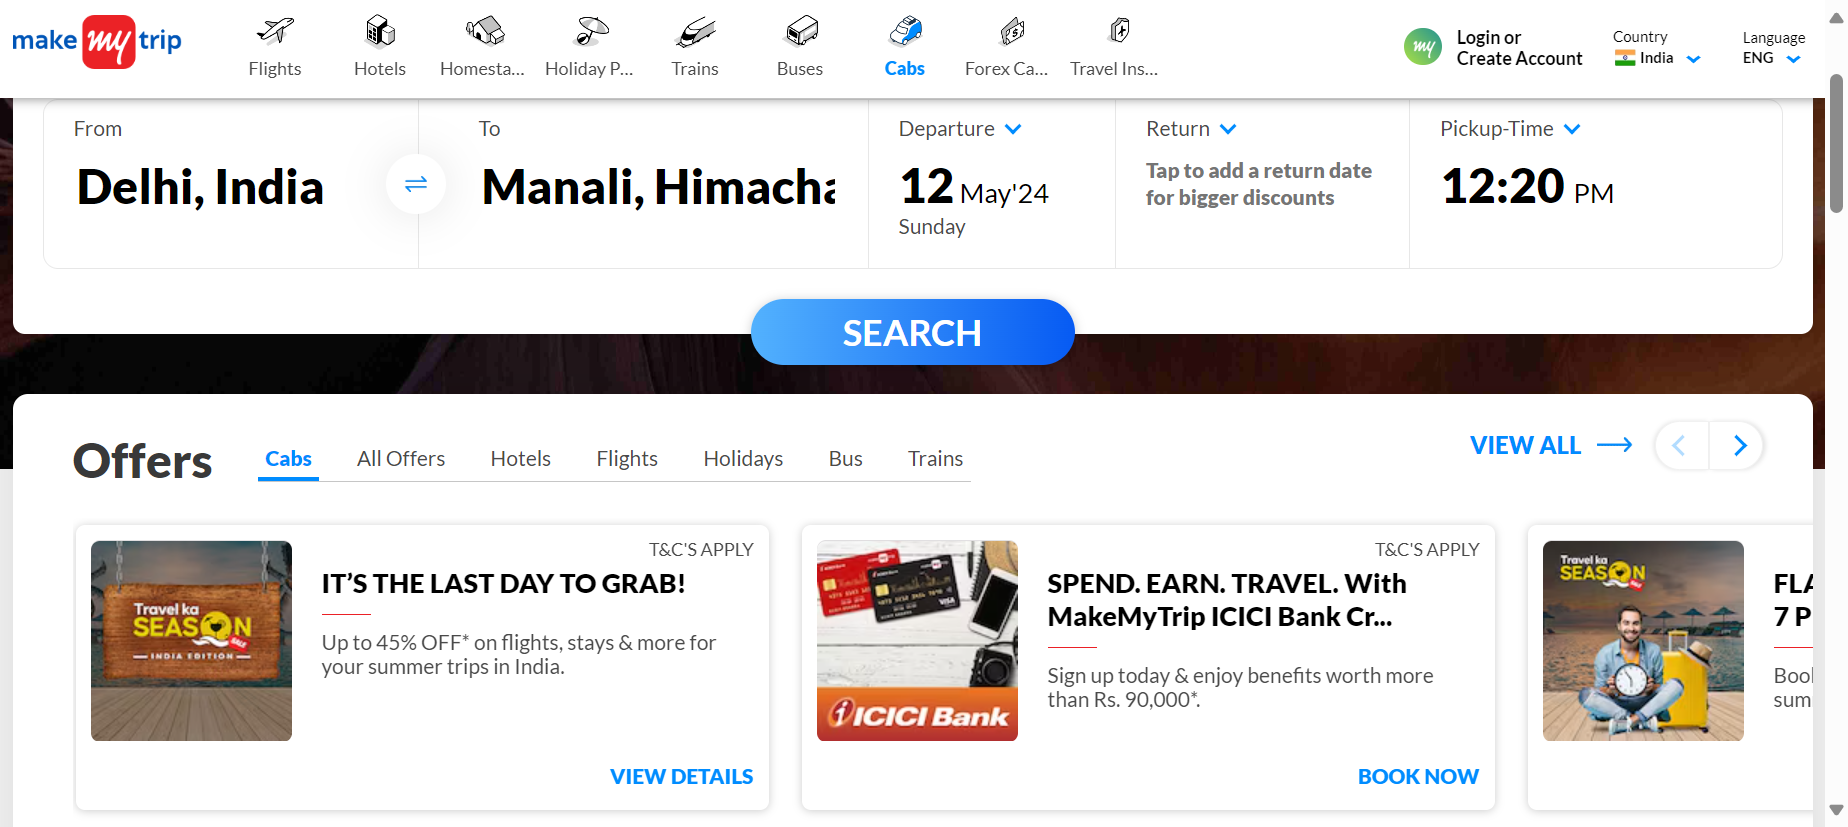 make my trip
Flights
Hotels
Homesta...
Holiday P...
Trains
Buses
Cabs
Forex Ca...
Travel Ins...
my
Login or
Create Account
Country
India
Language
ENG
From
Delhi, India
To
Manali, Himacha
Departure
12 May'24
Sunday
Return
Tap to add a return date
for bigger discounts
Pickup-Time
12:20 PM
SEARCH
Offers
Cabs
All Offers
Hotels
Flights
Holidays
Bus
Trains
VIEW ALL
Travel ka
SEASON
SALE
INDIA EDITION
T&C'S APPLY
IT’S THE LAST DAY TO GRAB!
Up to 45% OFF* on flights, stays & more for
your summer trips in India.
VIEW DETAILS
VISA
ICICI Bank
T&C'S APPLY
SPEND. EARN. TRAVEL. With
MakeMyTrip ICICI Bank Cr...
Sign up today & enjoy benefits worth more
than Rs. 90,000*.
BOOK NOW
Travel ka
SEASON
SALE
FLA
7 P
Bool
sum